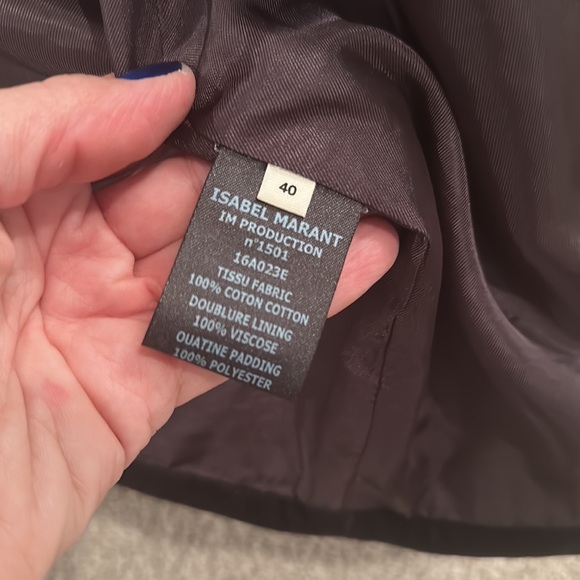 40
ISABEL MARANT
IM PRODUCTION
n°1501
16A023E
TISSU FABRIC
100% COTON COTTON
DOUBLURE LINING
100% VISCOSE
OUATINE PADDING
100% POLYESTER